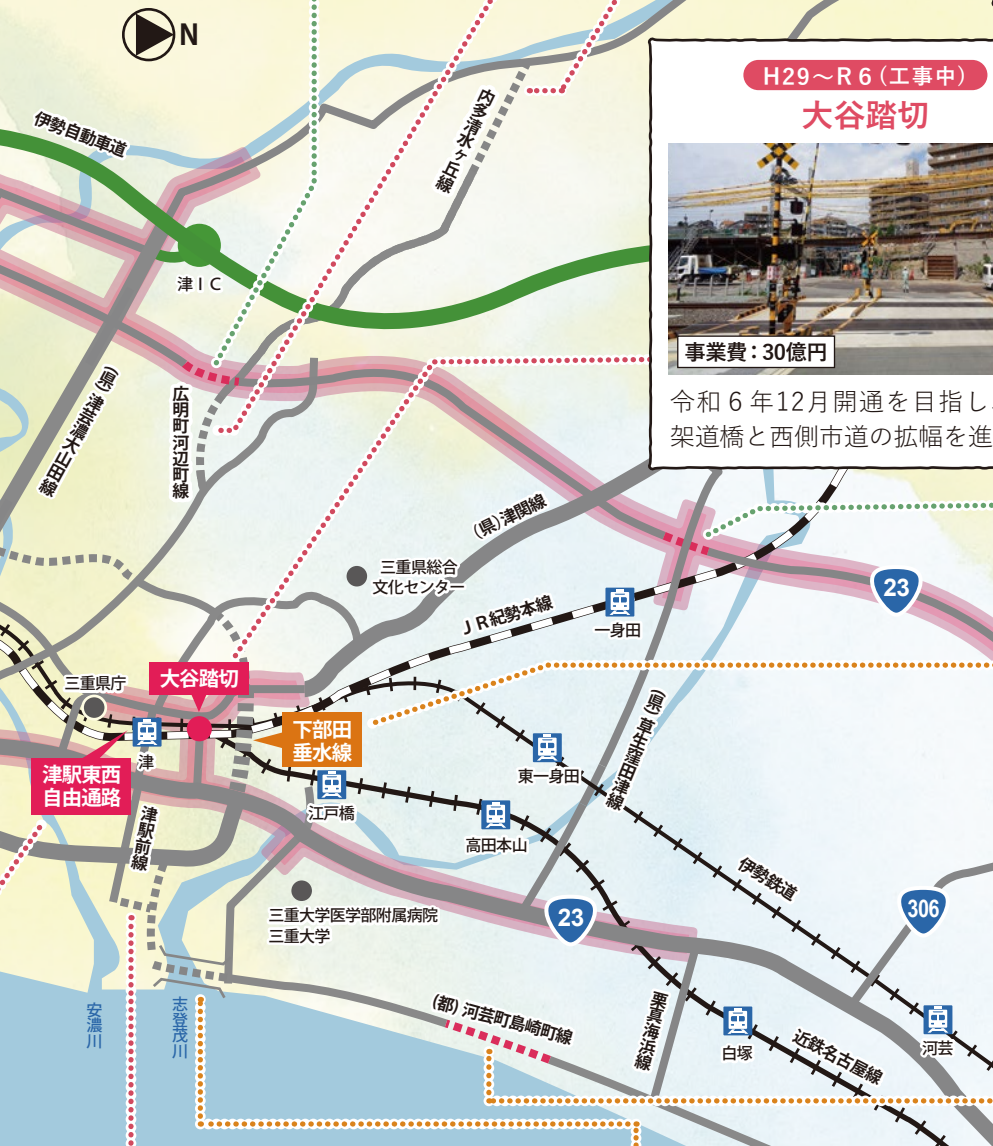 N
H29～R６(工事中)
大谷踏切
事業費：30億円
令和６年12月開通を目指し
架道橋と西側市道の拡幅を進
伊勢自動車道
内多清水ヶ丘線
津ＩＣ
(県)津芸濃大山田線
広明町河辺町線
(県)津関線
三重県総合
文化センター
ＪＲ紀勢本線
一身田
23
三重県庁
大谷踏切
下部田
垂水線
津
津駅東西
自由通路
江戸橋
東一身田
(県)草生窪田津線
高田本山
津駅前線
伊勢鉄道
三重大学医学部附属病院
三重大学
23
306
安濃川
志登茂川
(都)河芸町島崎町線
栗真海浜線
白塚
近鉄名古屋線
河芸